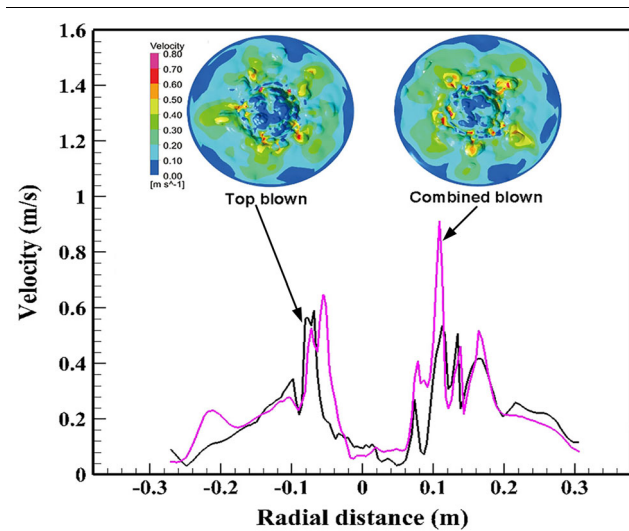 1.6
1.4
1.2
1
0.8
0.6
0.4
0.2
0
Velocity (m/s)
Velocity
0.80
0.70
0.60
0.50
0.40
0.30
0.20
0.10
0.00
[m s^-1]
Top blown
Combined blown
-0.3 -0.2 -0.1 0 0.1 0.2 0.3
Radial distance (m)